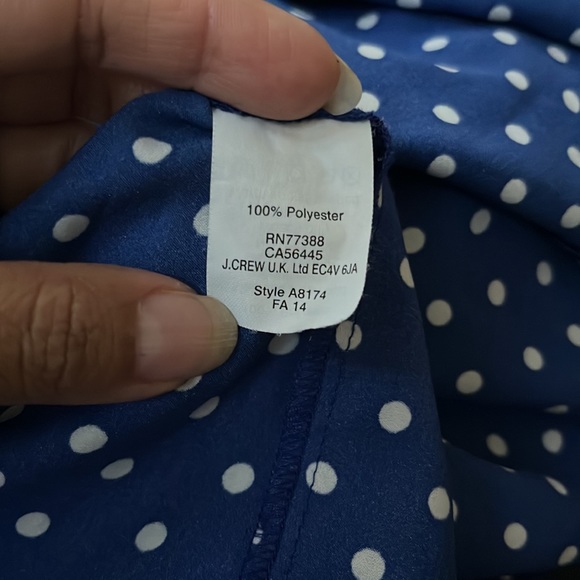 100% Polyester
RN77388
CA56445
J.CREW U.K. Ltd EC4V 6JA
Style A8174
FA 14